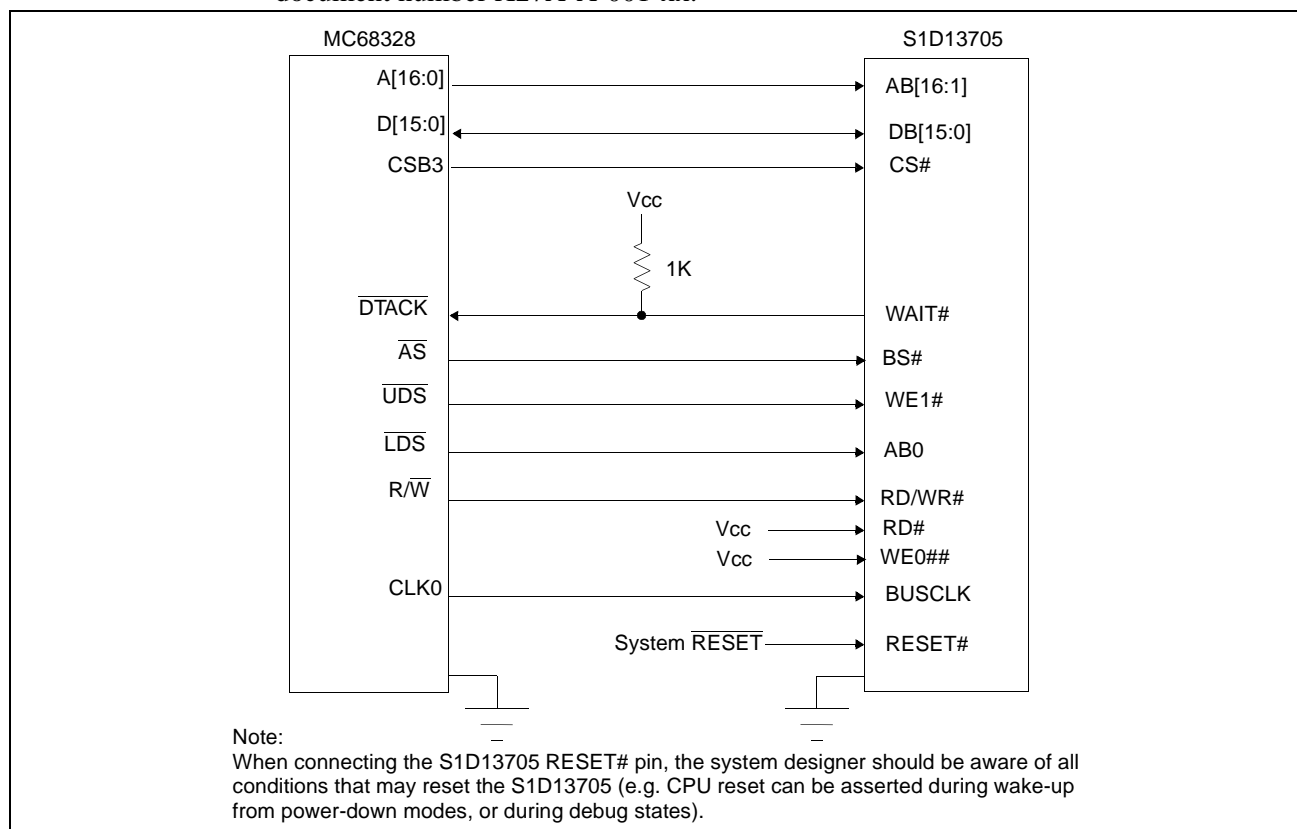 MC68328 S1D13705
A[16:0] AB[16:1]
D[15:0] DB[15:0]
CSB3 CS#
Vcc
1K
DTACK WAIT#
AS BS#
UDS WE1#
LDS AB0
R/W RD/WR#
Vcc RD#
Vcc WE0##
CLK0 BUSCLK
System RESET RESET#
Note:
When connecting the S1D13705 RESET# pin, the system designer should be aware of all
conditions that may reset the S1D13705 (e.g. CPU reset can be asserted during wake-up
from power-down modes, or during debug states).